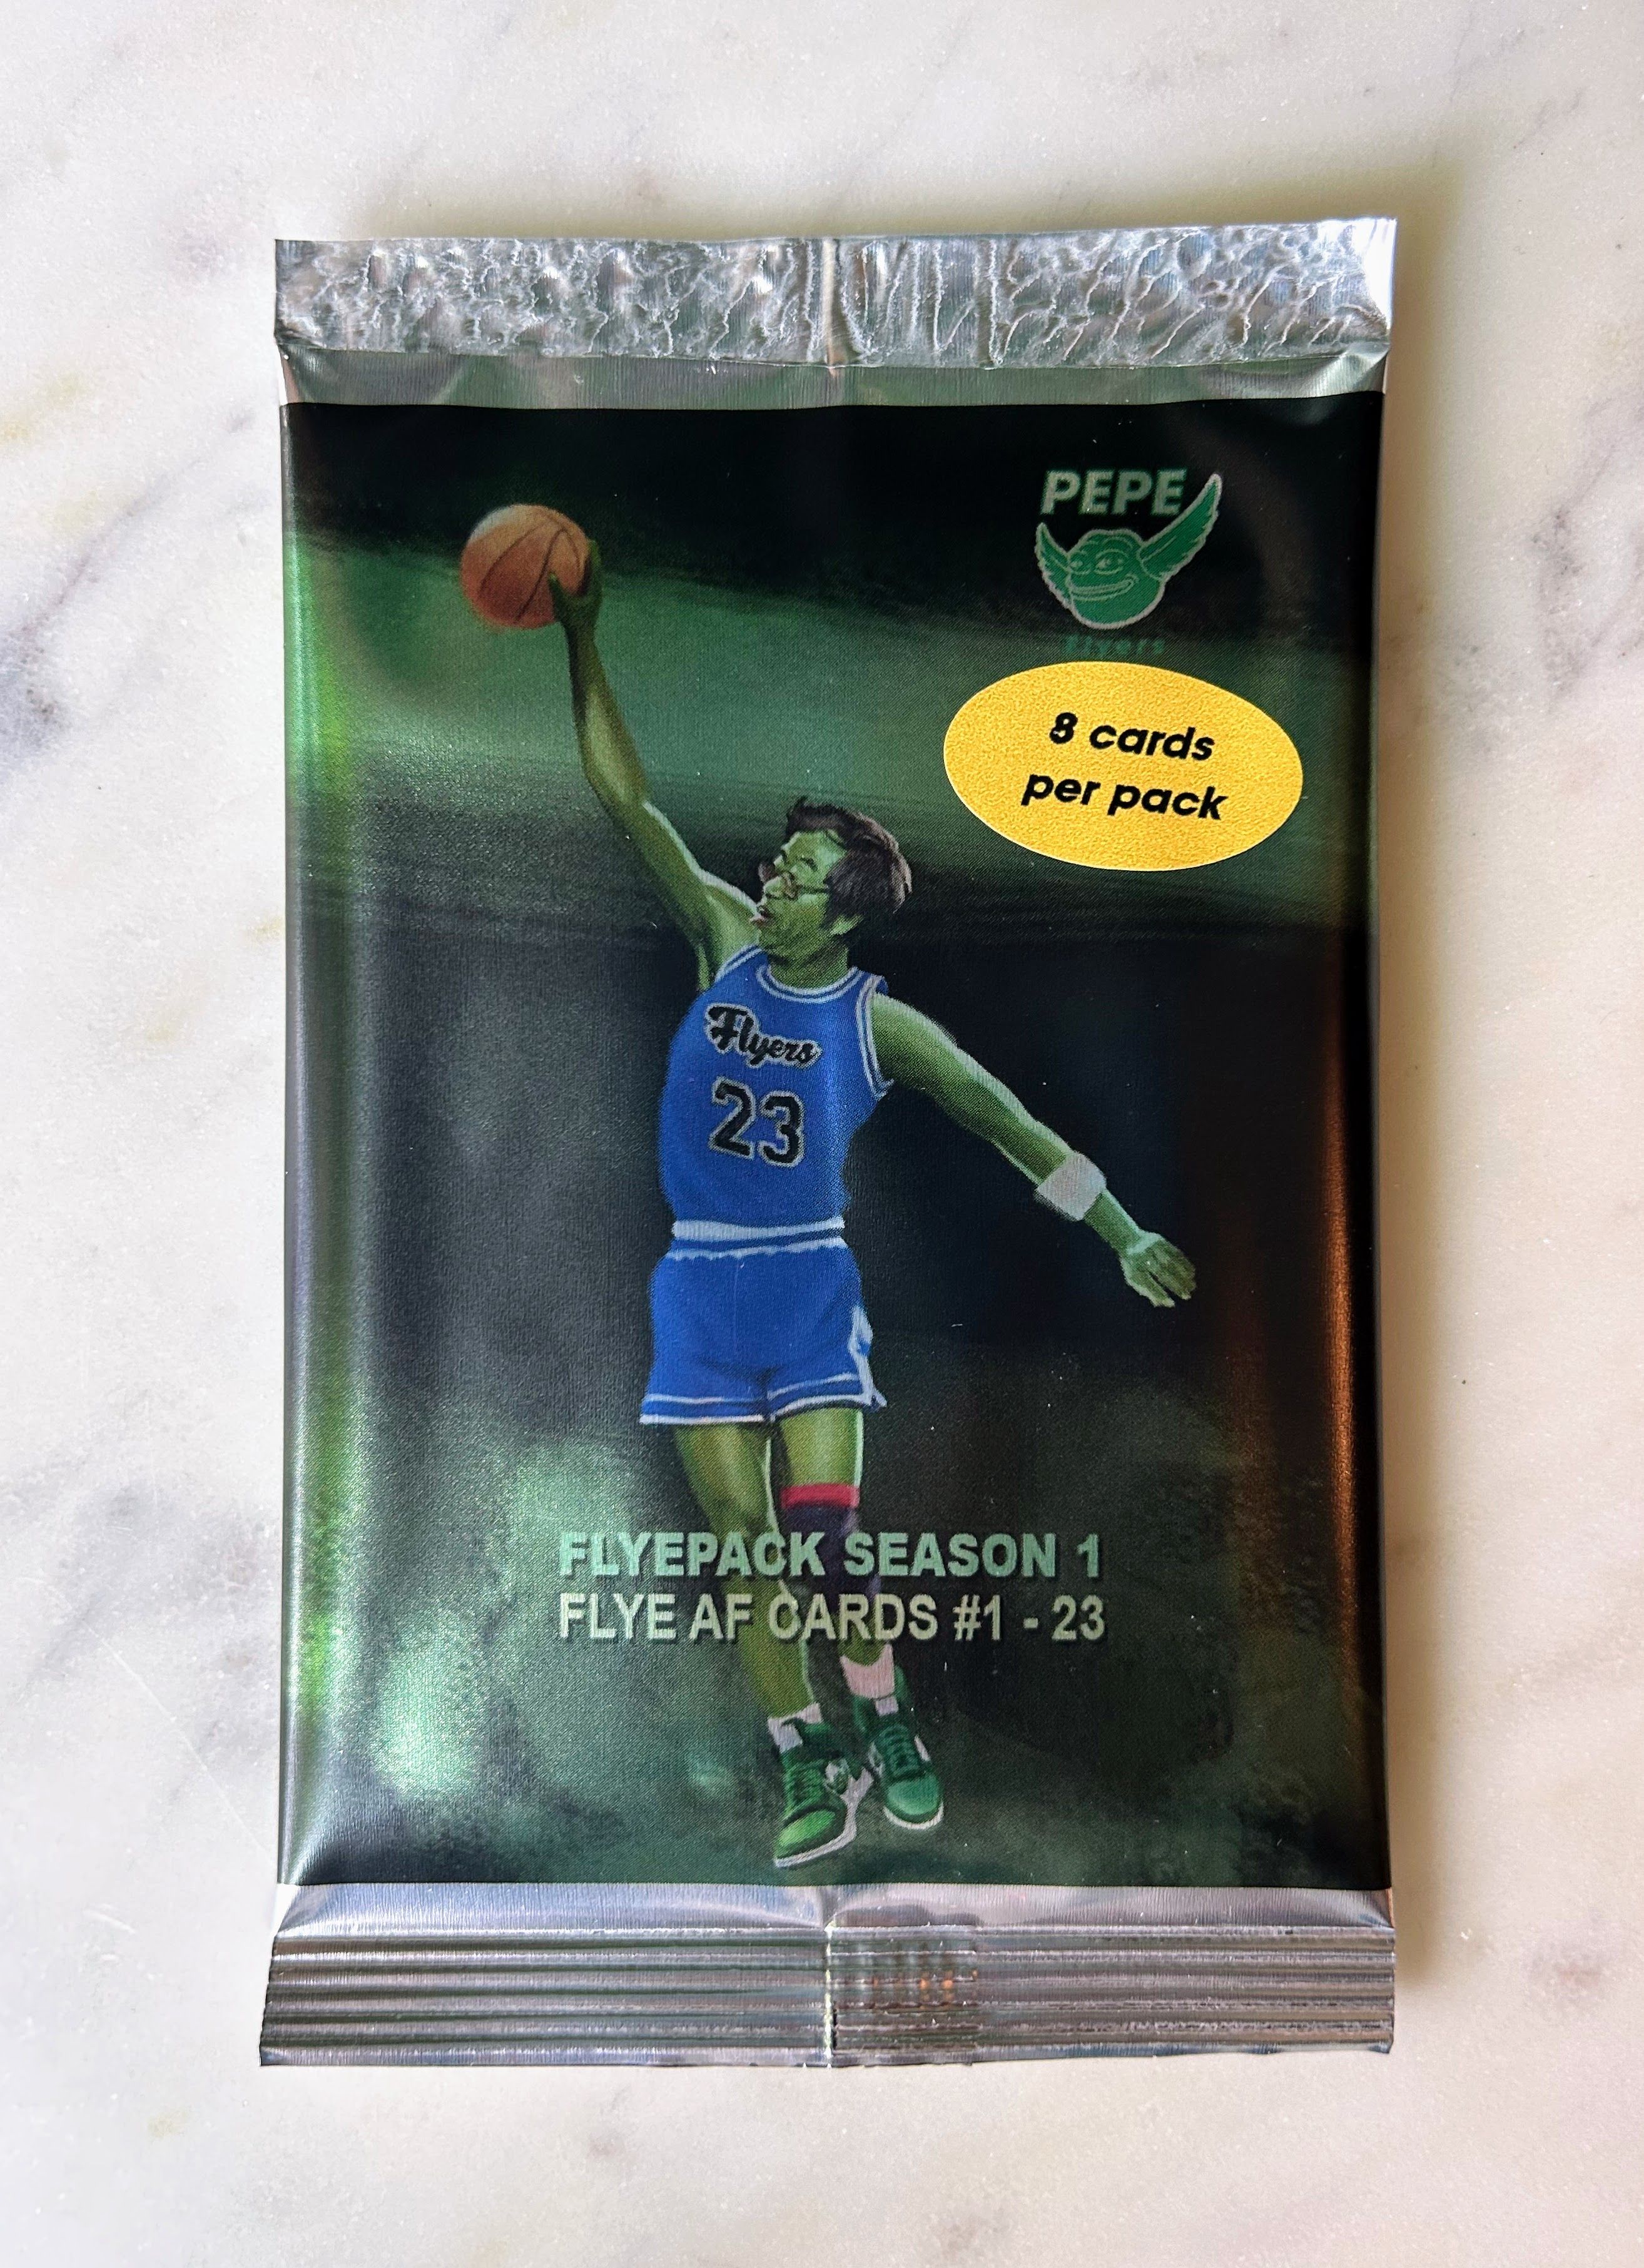 PEPE
Flyers
8 cards
per pack
Flyers
23
FLYEPACK SEASON 1
FLYE AF CARDS #1 - 23